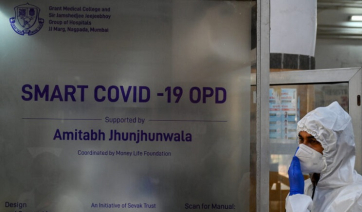 Grant Medical College and
Sir Jamshedjee Jeejeebhoy
Group of Hospitals
J J Marg, Nagpada, Mumbai
SMART COVID -19 OPD
Supported by
Amitabh Jhunjhunwala
Coordinated by Money Life Foundation
Design
An initiative of Sevak Trust
Scan for Manual: